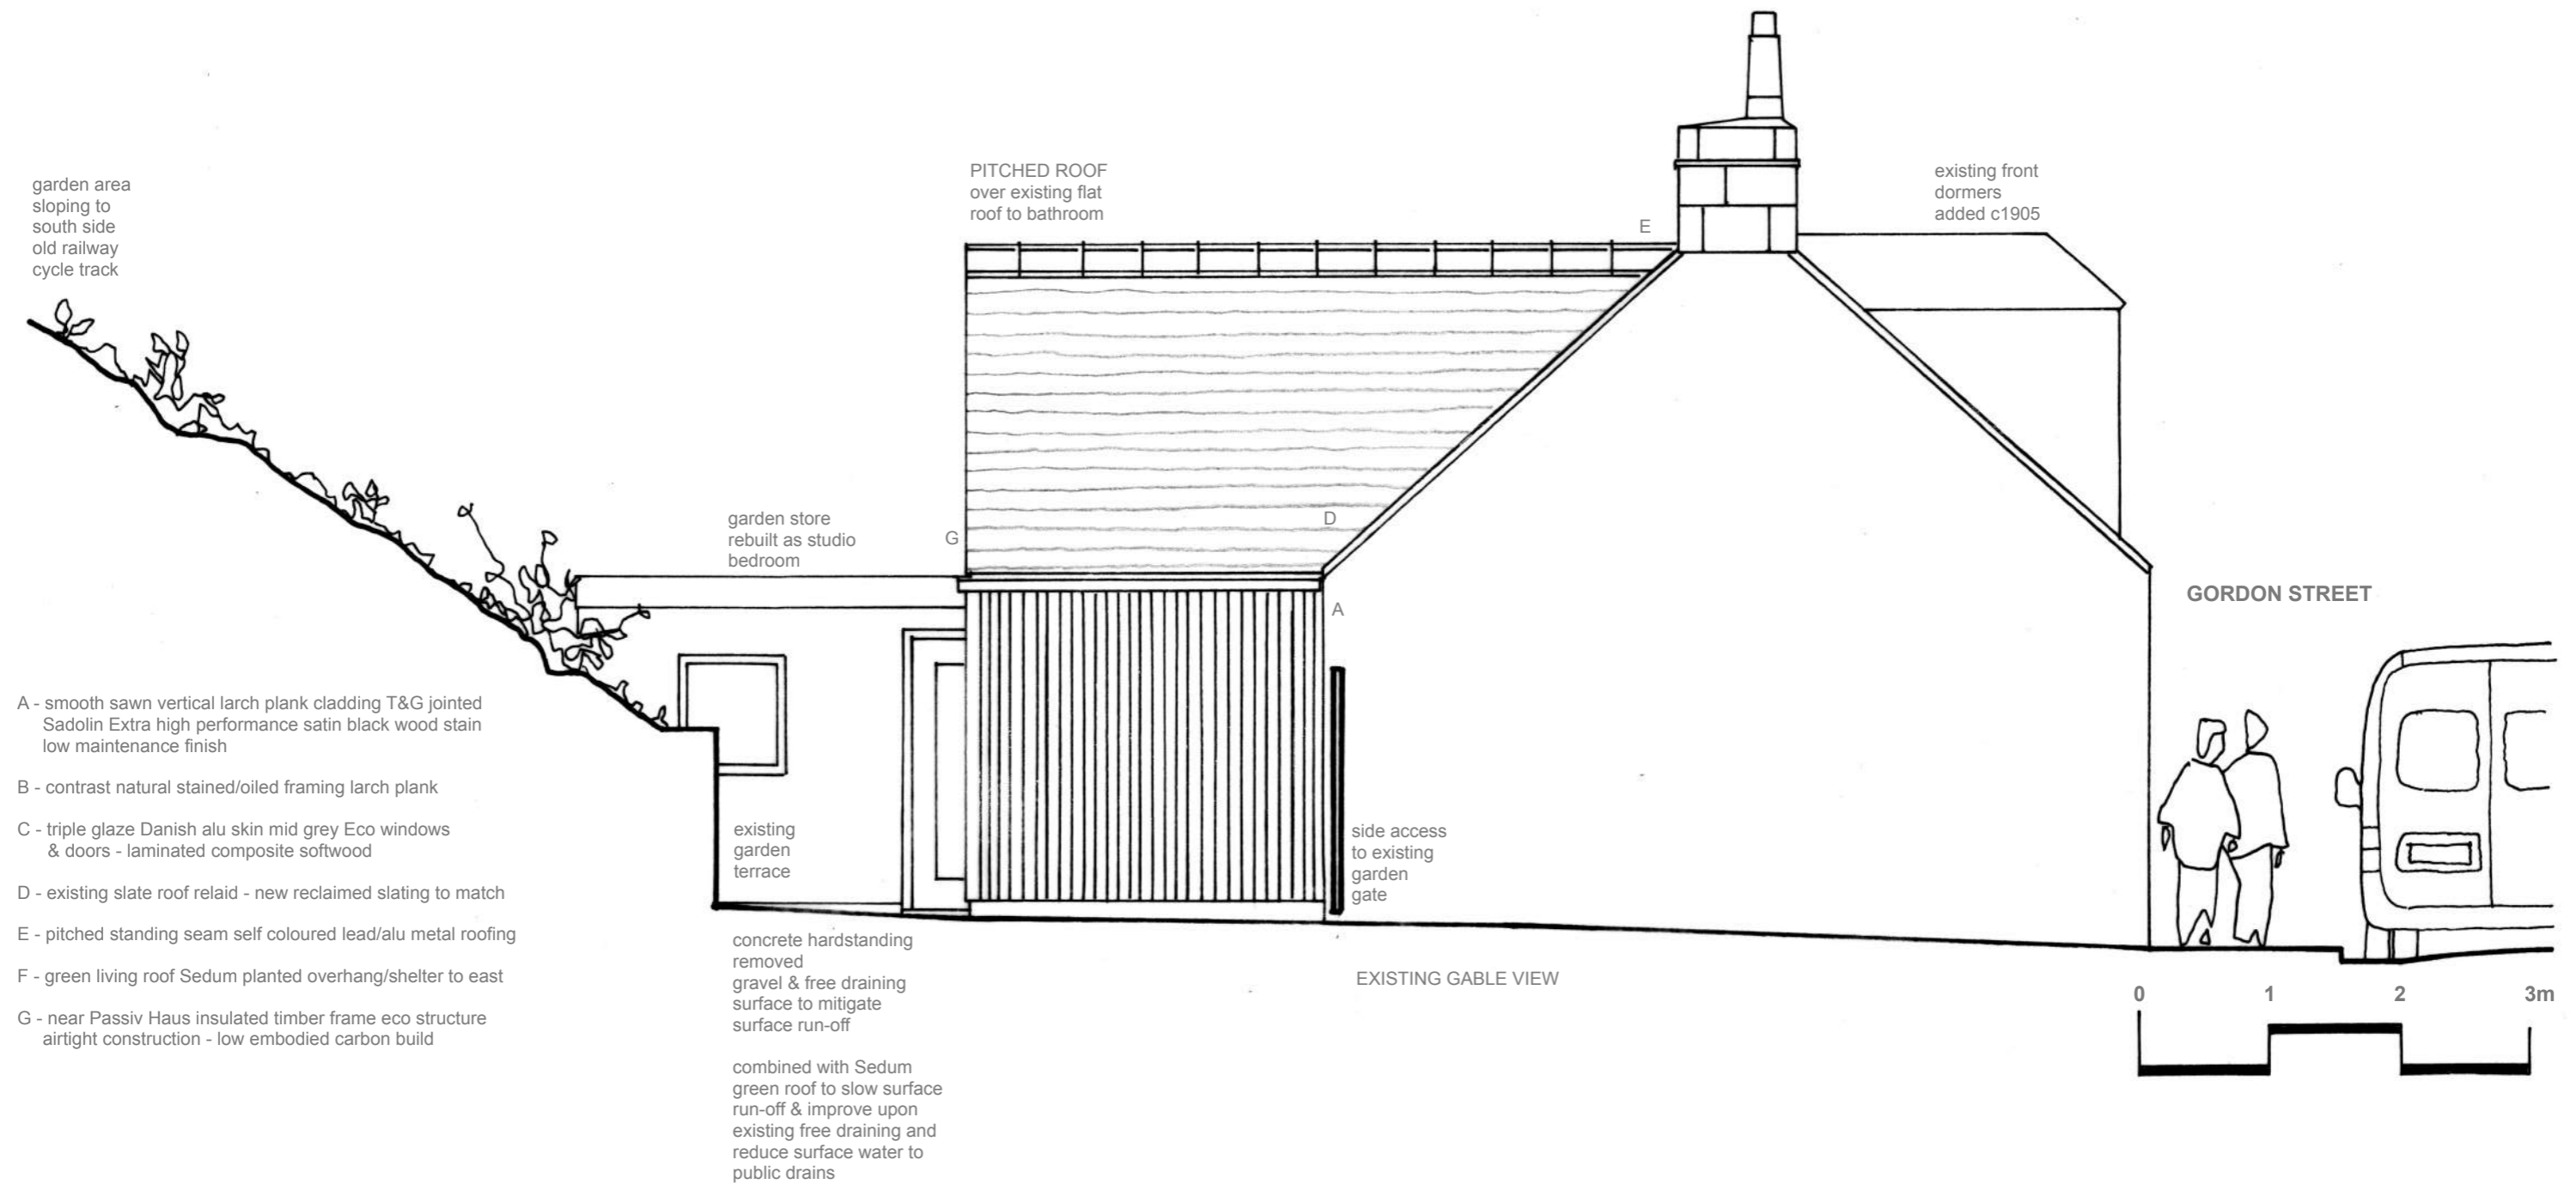 garden area
sloping to
south side
old railway
cycle track
PITCHED ROOF
over existing flat
roof to bathroom
E
existing front
dormers
added c1905
garden store
rebuilt as studio
bedroom
G
D
A
GORDON STREET
A - smooth sawn vertical larch plank cladding T&G jointed
Sadolin Extra high performance satin black wood stain
low maintenance finish
B - contrast natural stained/oiled framing larch plank
C - triple glaze Danish alu skin mid grey Eco windows
& doors - laminated composite softwood
D - existing slate roof relaid - new reclaimed slating to match
E - pitched standing seam self coloured lead/alu metal roofing
F - green living roof Sedum planted overhang/shelter to east
G - near Passiv Haus insulated timber frame eco structure
airtight construction - low embodied carbon build
existing
garden
terrace
side access
to existing
garden
gate
concrete hardstanding
removed
gravel & free draining
surface to mitigate
surface run-off
combined with Sedum
green roof to slow surface
run-off & improve upon
existing free draining and
reduce surface water to
public drains
EXISTING GABLE VIEW
0 1 2 3m